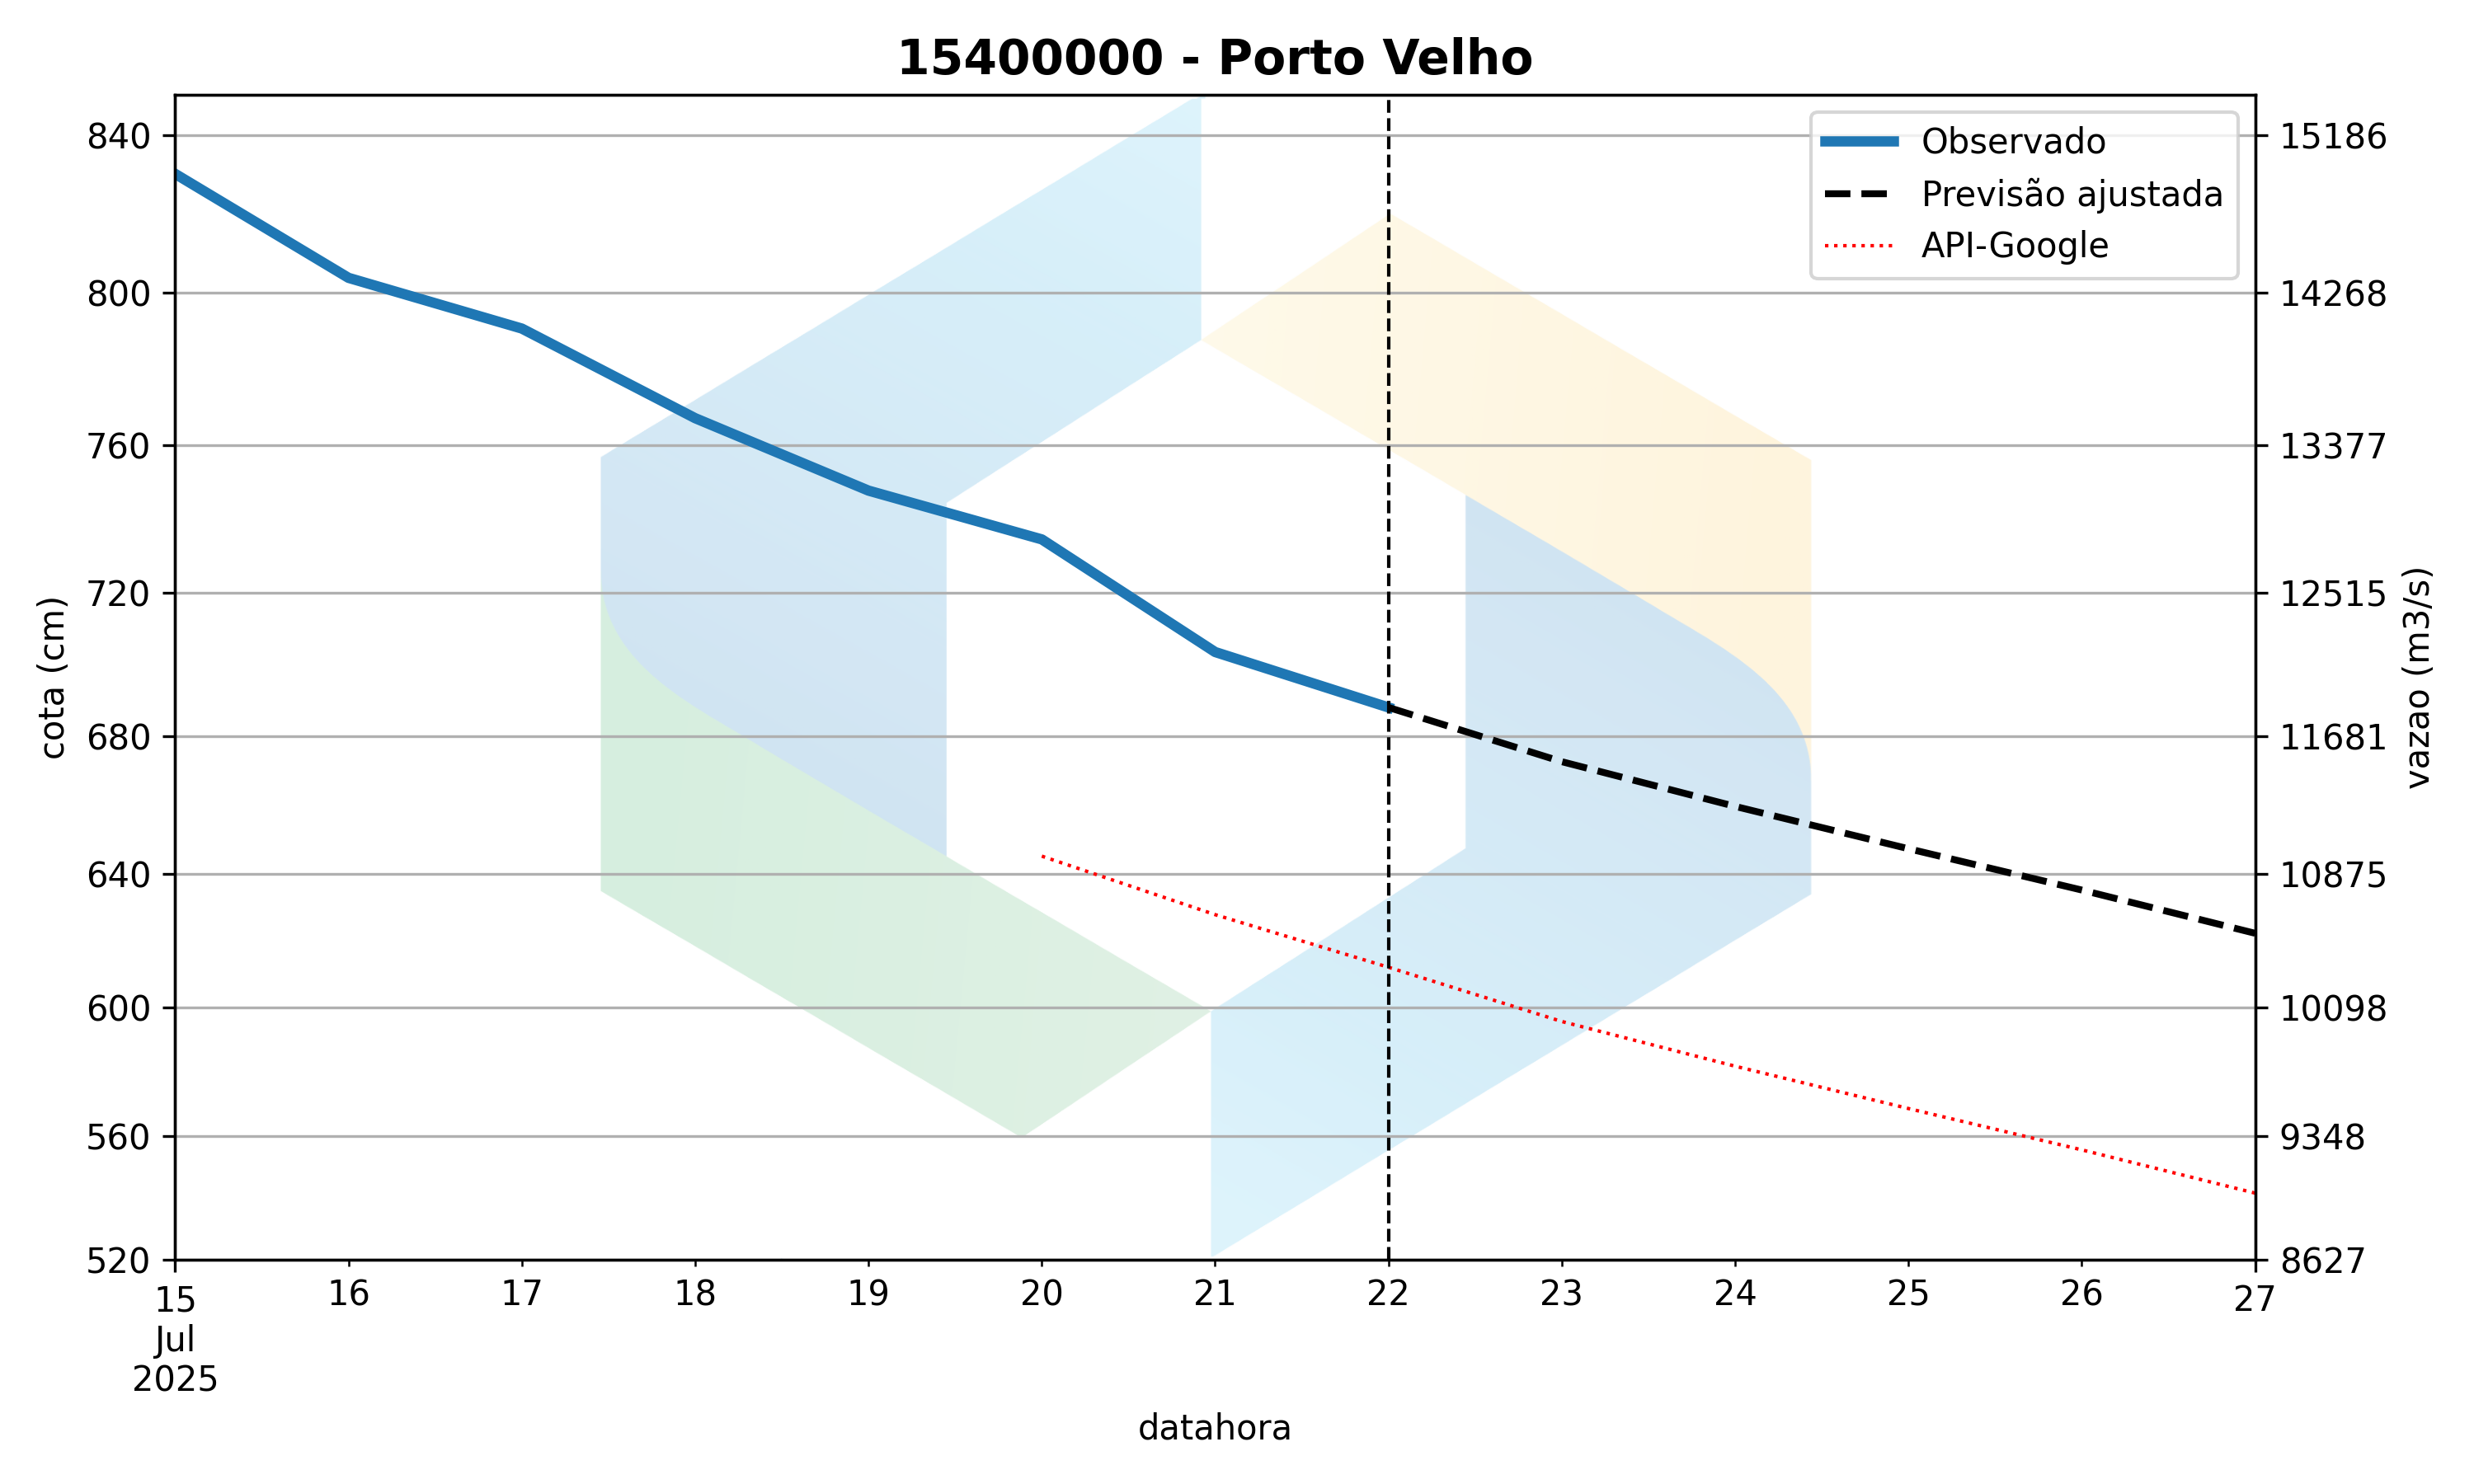 15400000 - Porto Velho
Observado
Previsão ajustada
API-Google
840
800
760
720
680
640
600
560
520
cota (cm)
15186
14268
13377
12515
11681
10875
10098
9348
8627
vazao (m3/s)
15 16 17 18 19 20 21 22 23 24 25 26 27
Jul
2025
datahora